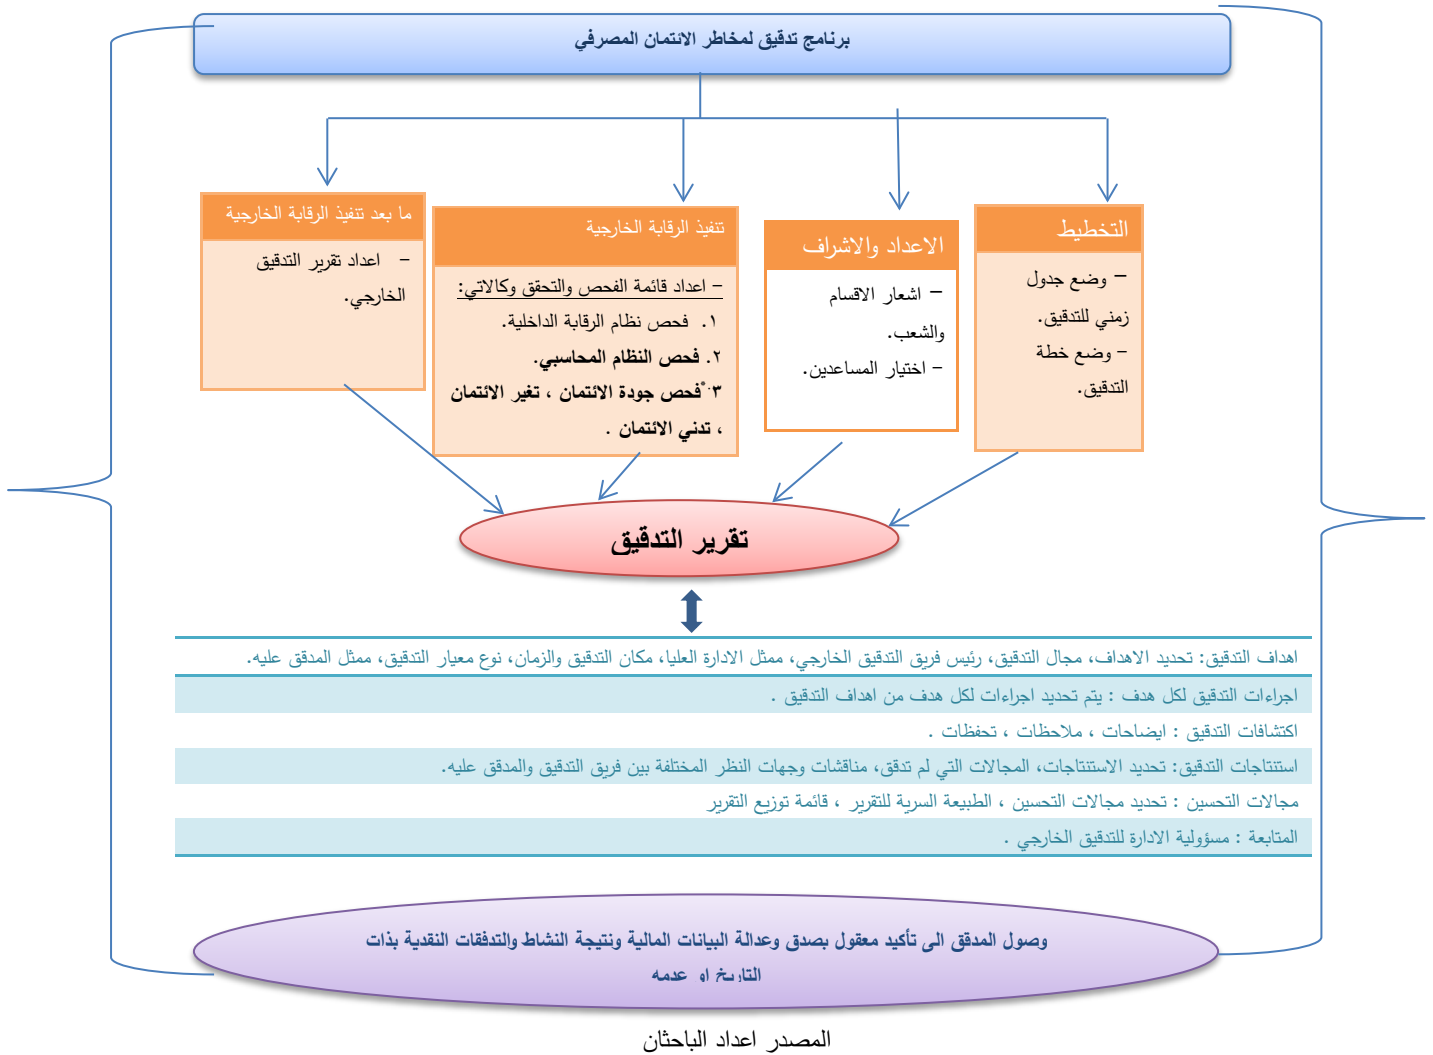 برنامج تدقيق لمخاطر الائتمان المصرفي
التخطيط
– وضع جدول
زمني للتدقيق.
– وضع خطة
التدقيق.
الاعداد والاشراف
– اشعار الاقسام
والشعب.
– اختيار المساعدين.
تنفيذ الرقابة الخارجية
– اعداد قائمة الفحص والتحقق وكالاتي:
١. فحص نظام الرقابة الداخلية.
٢. فحص النظام المحاسبي.
٣.*فحص جودة الائتمان ، تغير الائتمان
، تدني الائتمان .
ما بعد تنفيذ الرقابة الخارجية
– اعداد تقرير التدقيق
الخارجي.
تقرير التدقيق
اهداف التدقيق: تحديد الاهداف، مجال التدقيق، رئيس فريق التدقيق الخارجي، ممثل الادارة العليا، مكان التدقيق والزمان، نوع معيار التدقيق، ممثل المدقق عليه.
اجراءات التدقيق لكل هدف : يتم تحديد اجراءات لكل هدف من اهداف التدقيق .
اكتشافات التدقيق : ايضاحات ، ملاحظات ، تحفظات .
استنتاجات التدقيق: تحديد الاستنتاجات، المجالات التي لم تدقق، مناقشات وجهات النظر المختلفة بين فريق التدقيق والمدقق عليه.
مجالات التحسين : تحديد مجالات التحسين ، الطبيعة السرية للتقرير ، قائمة توزيع التقرير
المتابعة : مسؤولية الادارة للتدقيق الخارجي .
وصول المدقق الى تأكيد معقول بصدق وعدالة البيانات المالية ونتيجة النشاط والتدفقات النقدية بذات
التاريخ او عدمه
المصدر اعداد الباحثان